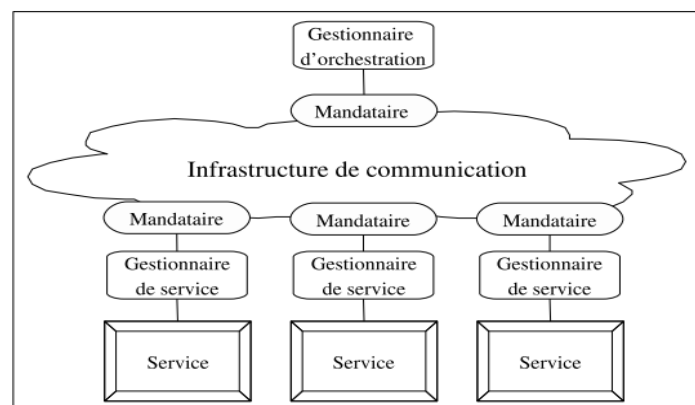 Gestionnaire
d'orchestration
Mandataire
Infrastructure de communication
Mandataire Mandataire Mandataire
Gestionnaire Gestionnaire Gestionnaire
de service de service de service
Service Service Service